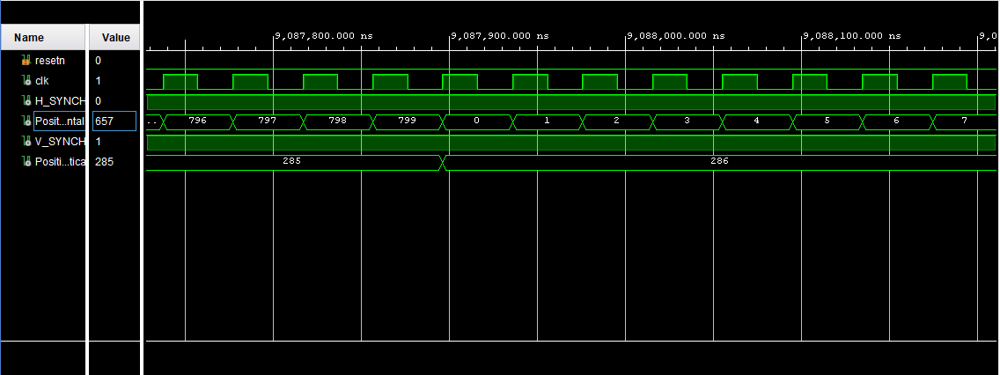 Name Value
9,087,800.000 ns 9,087,900.000 ns 9,088,000.000 ns 9,088,100.000 ns 9,0
resetn 0
clk 1
H_SYNCH 0
Posit...ntal 657 .. 796 797 798 799 0 1 2 3 4 5 6 7
V_SYNCH 1
Positi...tica 285 285 286